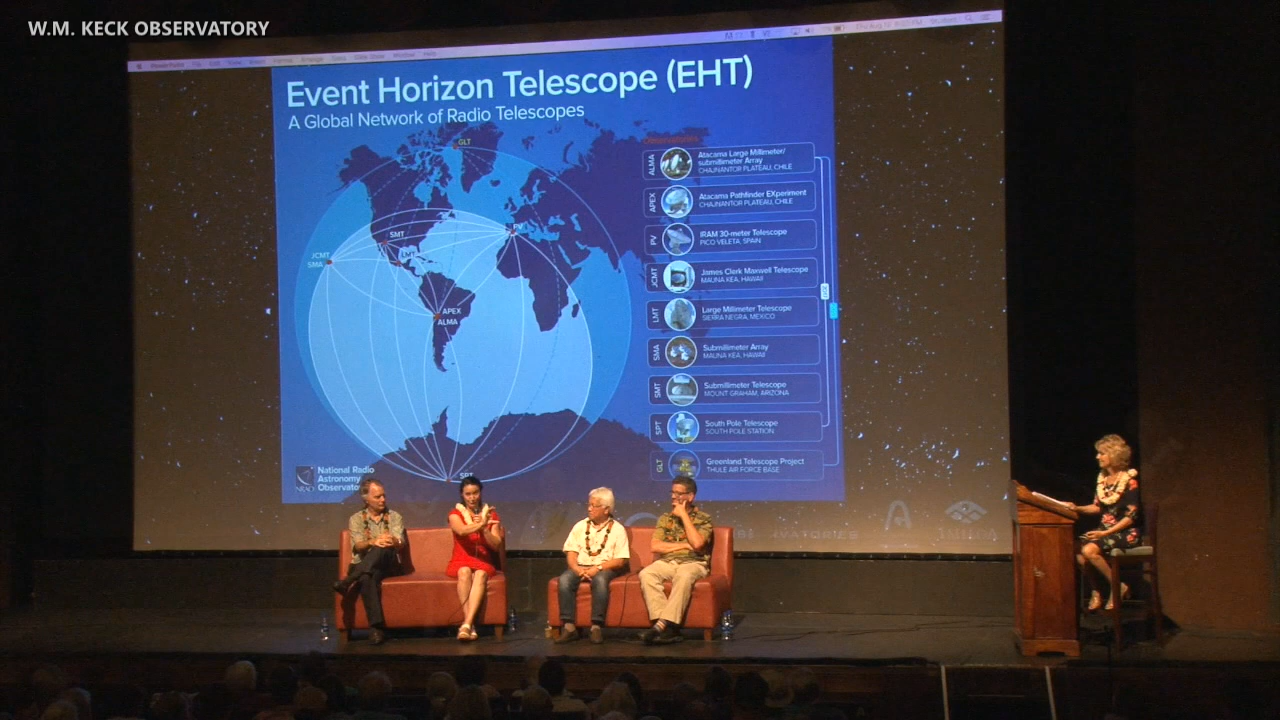 W.M. KECK OBSERVATORY
Event Horizon Telescope (EHT)
A Global Network of Radio Telescopes
GLT
SMT
PV
JCMT
SMA
LMT
APEX
ALMA
SPT
Observatories
ALMA
Atacama Large Millimeter/
submillimeter Array
CHAJNANTOR PLATEAU, CHILE
APEX
Atacama Pathfinder EXperiment
CHAJNANTOR PLATEAU, CHILE
PV
IRAM 30-meter Telescope
PICO VELETA, SPAIN
JCMT
James Clerk Maxwell Telescope
MAUNA KEA, HAWAII
LMT
Large Millimeter Telescope
SIERRA NEGRA, MEXICO
SMA
Submillimeter Array
MAUNA KEA, HAWAII
SMT
Submillimeter Telescope
MOUNT GRAHAM, ARIZONA
SPT
South Pole Telescope
SOUTH POLE STATION
GLT
Greenland Telescope Project
THULE AIR FORCE BASE
NRAO
National Radio
Astronomy
Observatory